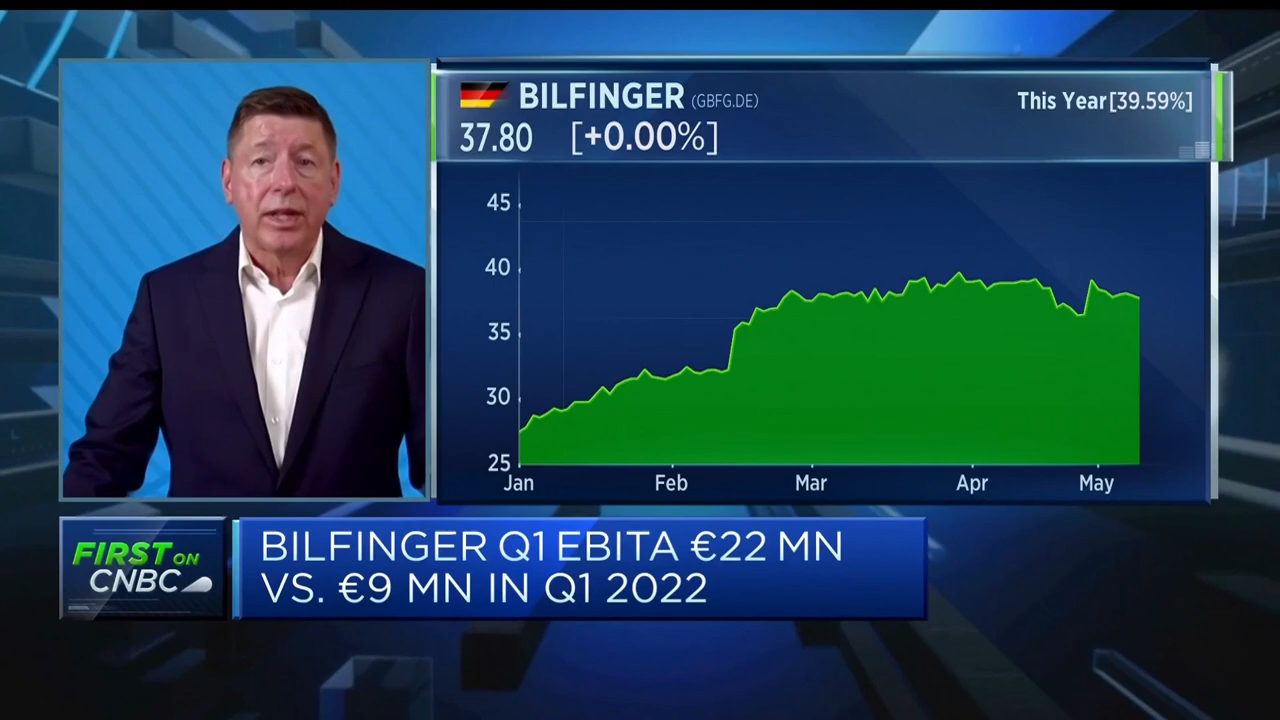 BILFINGER (GBFG.DE)
This Year[39.59%]
37.80 [+0.00%]
45
40
35
30
25
Jan Feb Mar Apr May
FIRST ON
CNBC
BILFINGER Q1 EBITA €22 MN
VS. €9 MN IN Q1 2022